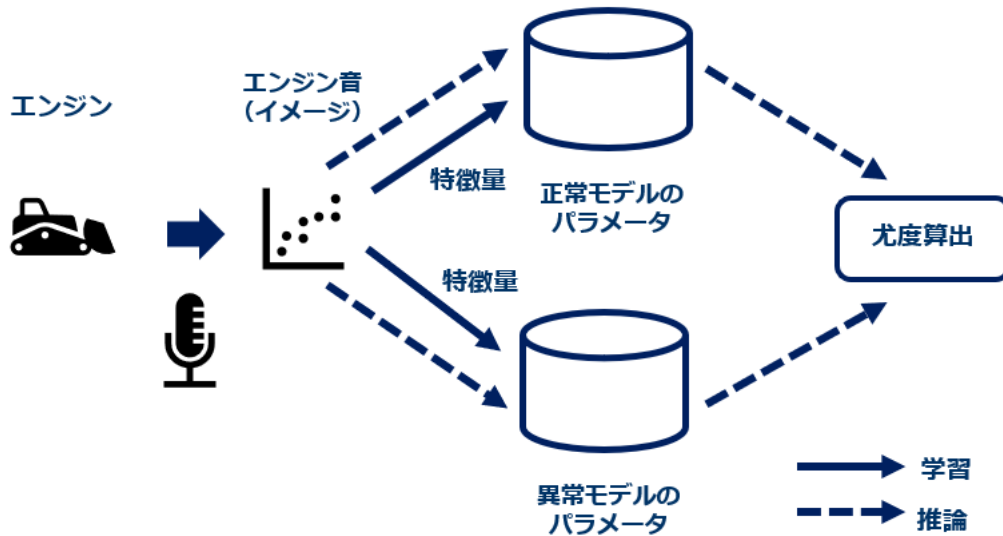 エンジン
エンジン音
（イメージ）
特徴量
正常モデルの
パラメータ
尤度算出
特徴量
異常モデルの
パラメータ
学習
推論